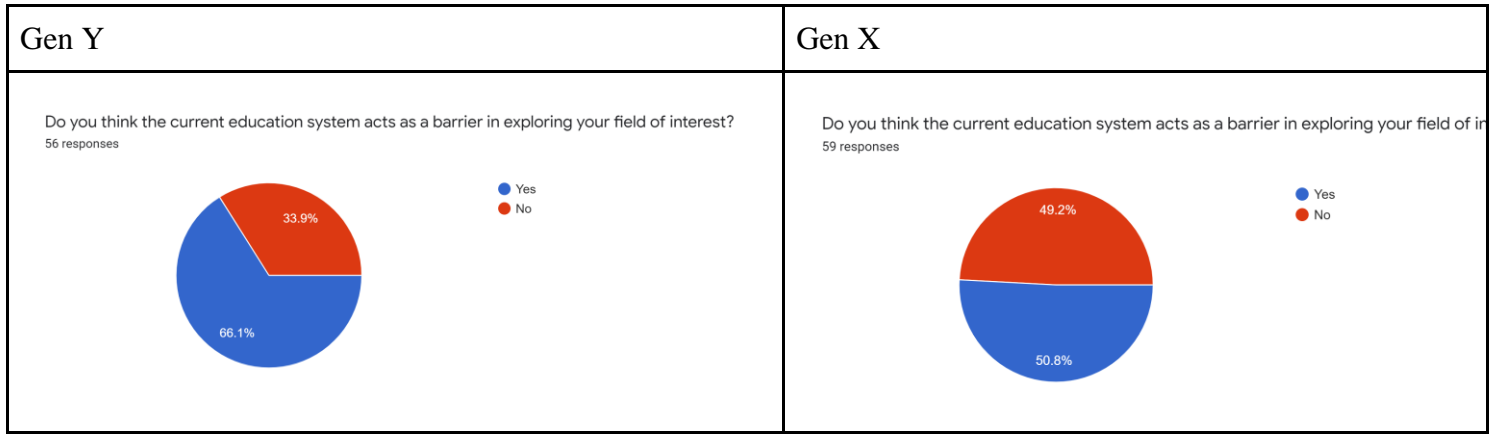 Gen Y
Gen X
Do you think the current education system acts as a barrier in exploring your field of interest?
56 responses
Yes
No
33.9%
66.1%
Do you think the current education system acts as a barrier in exploring your field of in
59 responses
Yes
No
49.2%
50.8%